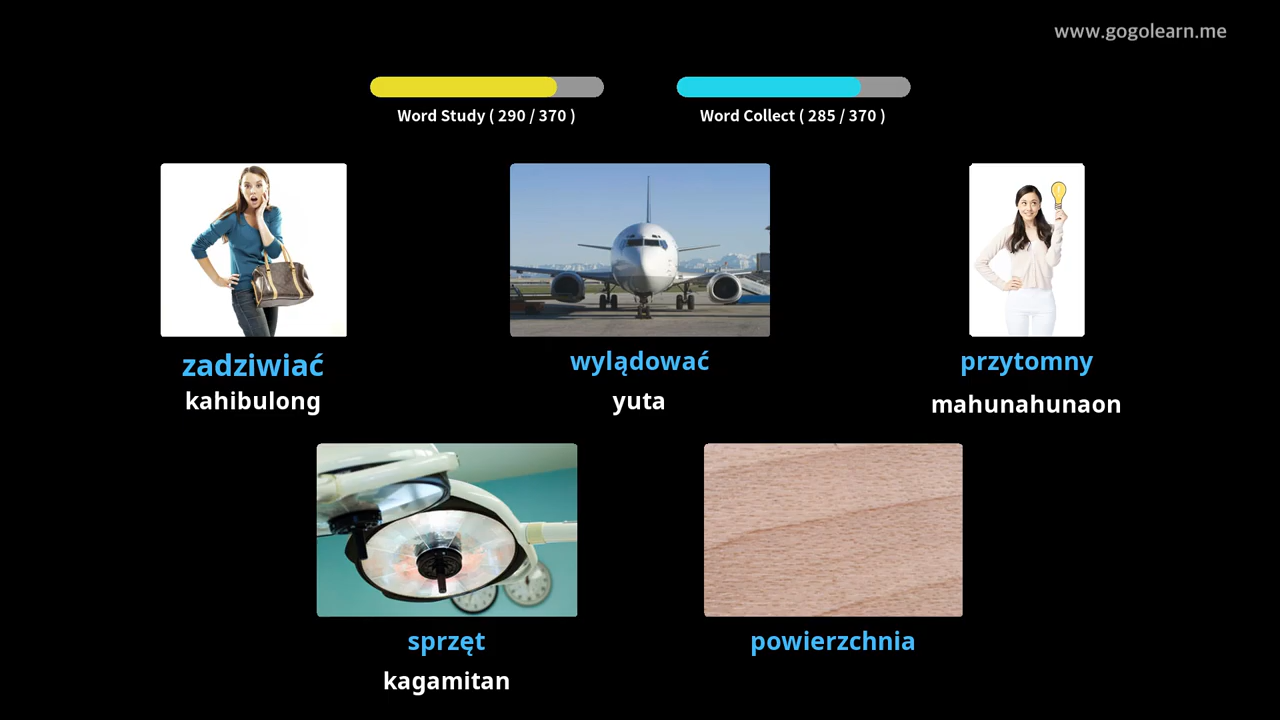 www.gogolearn.me
Word Study ( 290 / 370 )
Word Collect ( 285 / 370 )
zadziwiać
kahibulong
wylądować
yuta
przytomny
mahunahunaon
sprzęt
kagamitan
powierzchnia